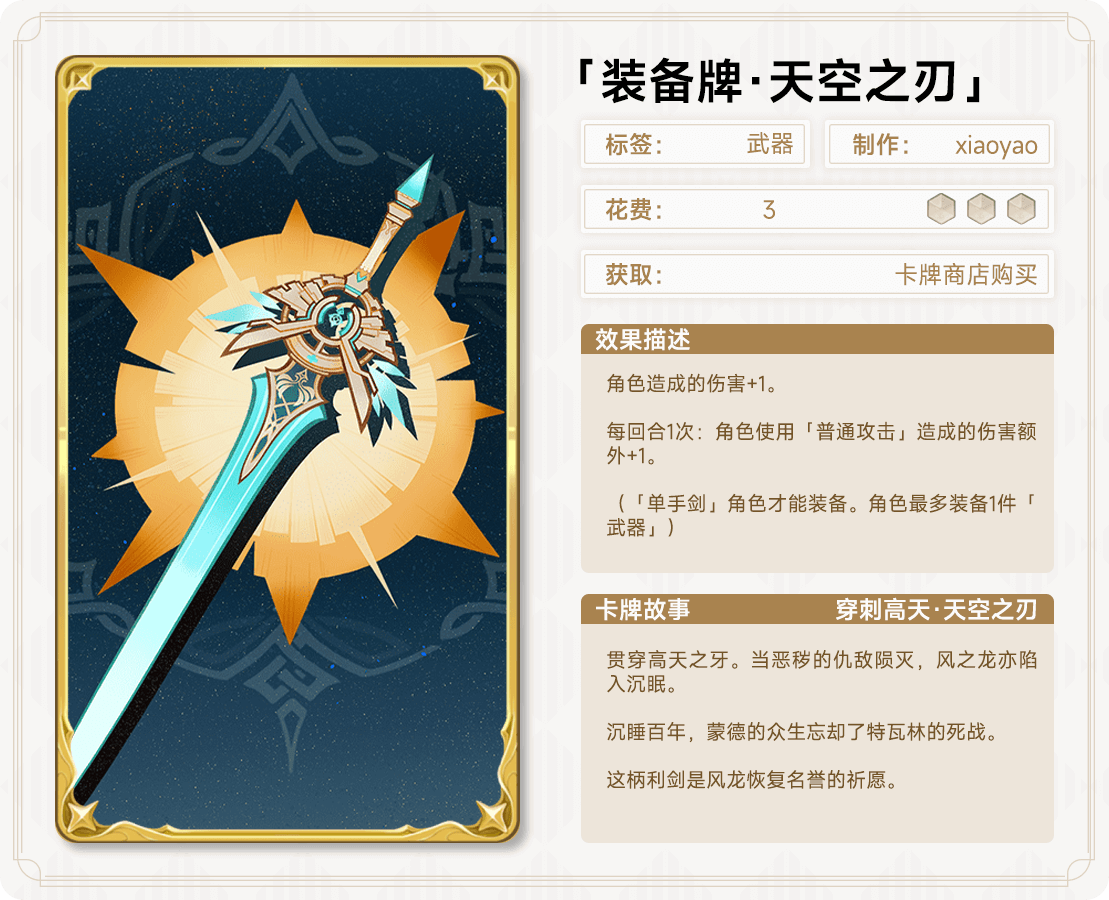 「装备牌·天空之刃」
标签： 武器
制作： xiaoyao
花费： 3
获取： 卡牌商店购买
效果描述
角色造成的伤害+1。
每回合1次：角色使用「普通攻击」造成的伤害额
外+1。
（「单手剑」角色才能装备。角色最多装备1件「
武器」）
卡牌故事 穿刺高天·天空之刃
贯穿高天之牙。当恶秽的仇敌陨灭，风之龙亦陷
入沉眠。
沉睡百年，蒙德的众生忘却了特瓦林的死战。
这柄利剑是风龙恢复名誉的祈愿。